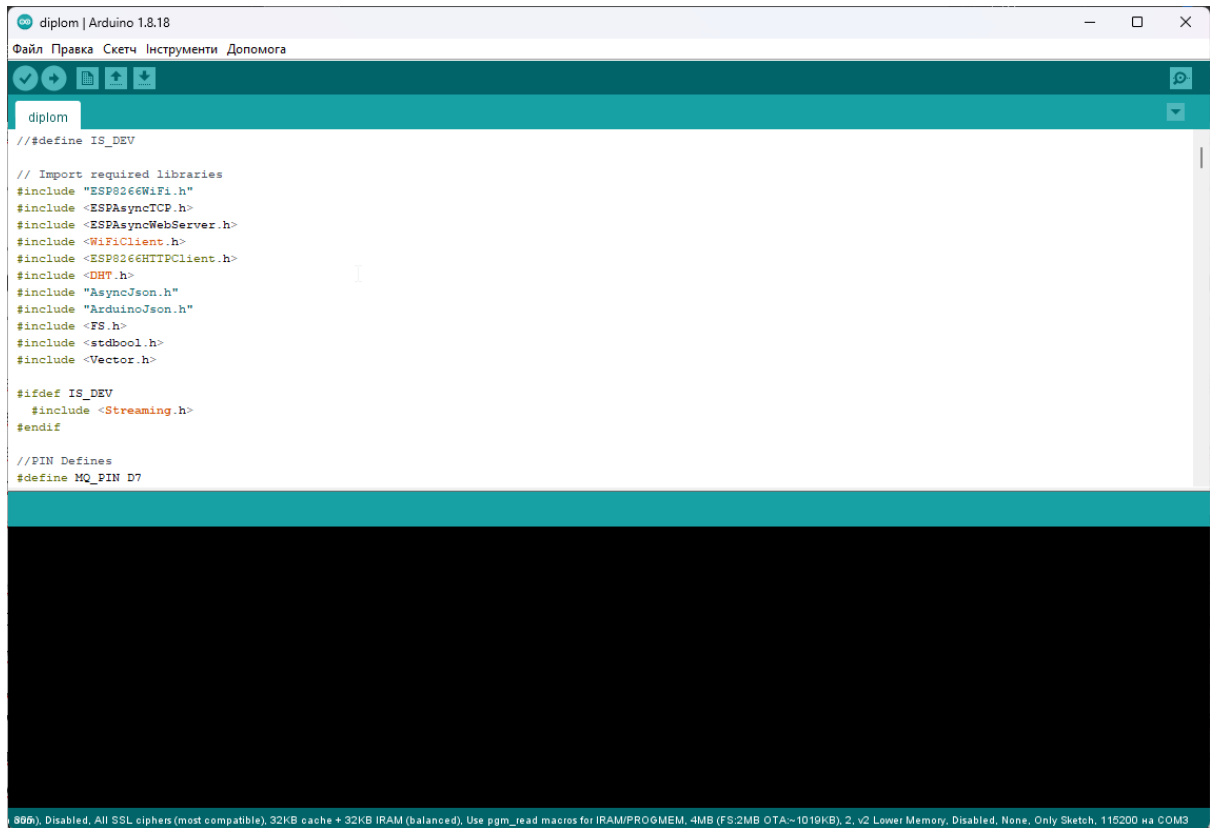 diplom | Arduino 1.8.18
Файл Правка Скетч Інструменти Допомога
diplom
//#define IS_DEV
// Import required libraries
#include "ESP8266WiFi.h"
#include <ESPAsyncTCP.h>
#include <ESPAsyncWebServer.h>
#include <WiFiClient.h>
#include <ESP8266HTTPClient.h>
#include <DHT.h>
#include "AsyncJson.h"
#include "ArduinoJson.h"
#include <FS.h>
#include <stdbool.h>
#include <Vector.h>
#ifdef IS_DEV
#include <Streaming.h>
#endif
//PIN Defines
#define MQ_PIN D7
Disabled, All SSL ciphers (most compatible), 32KB cache + 32KB IRAM (balanced), Use pgm_read macros for IRAM/PROGMEM, 4MB (FS:2MB OTA:~1019KB), 2, v2 Lower Memory, Disabled, None, Only Sketch, 115200 на COM3